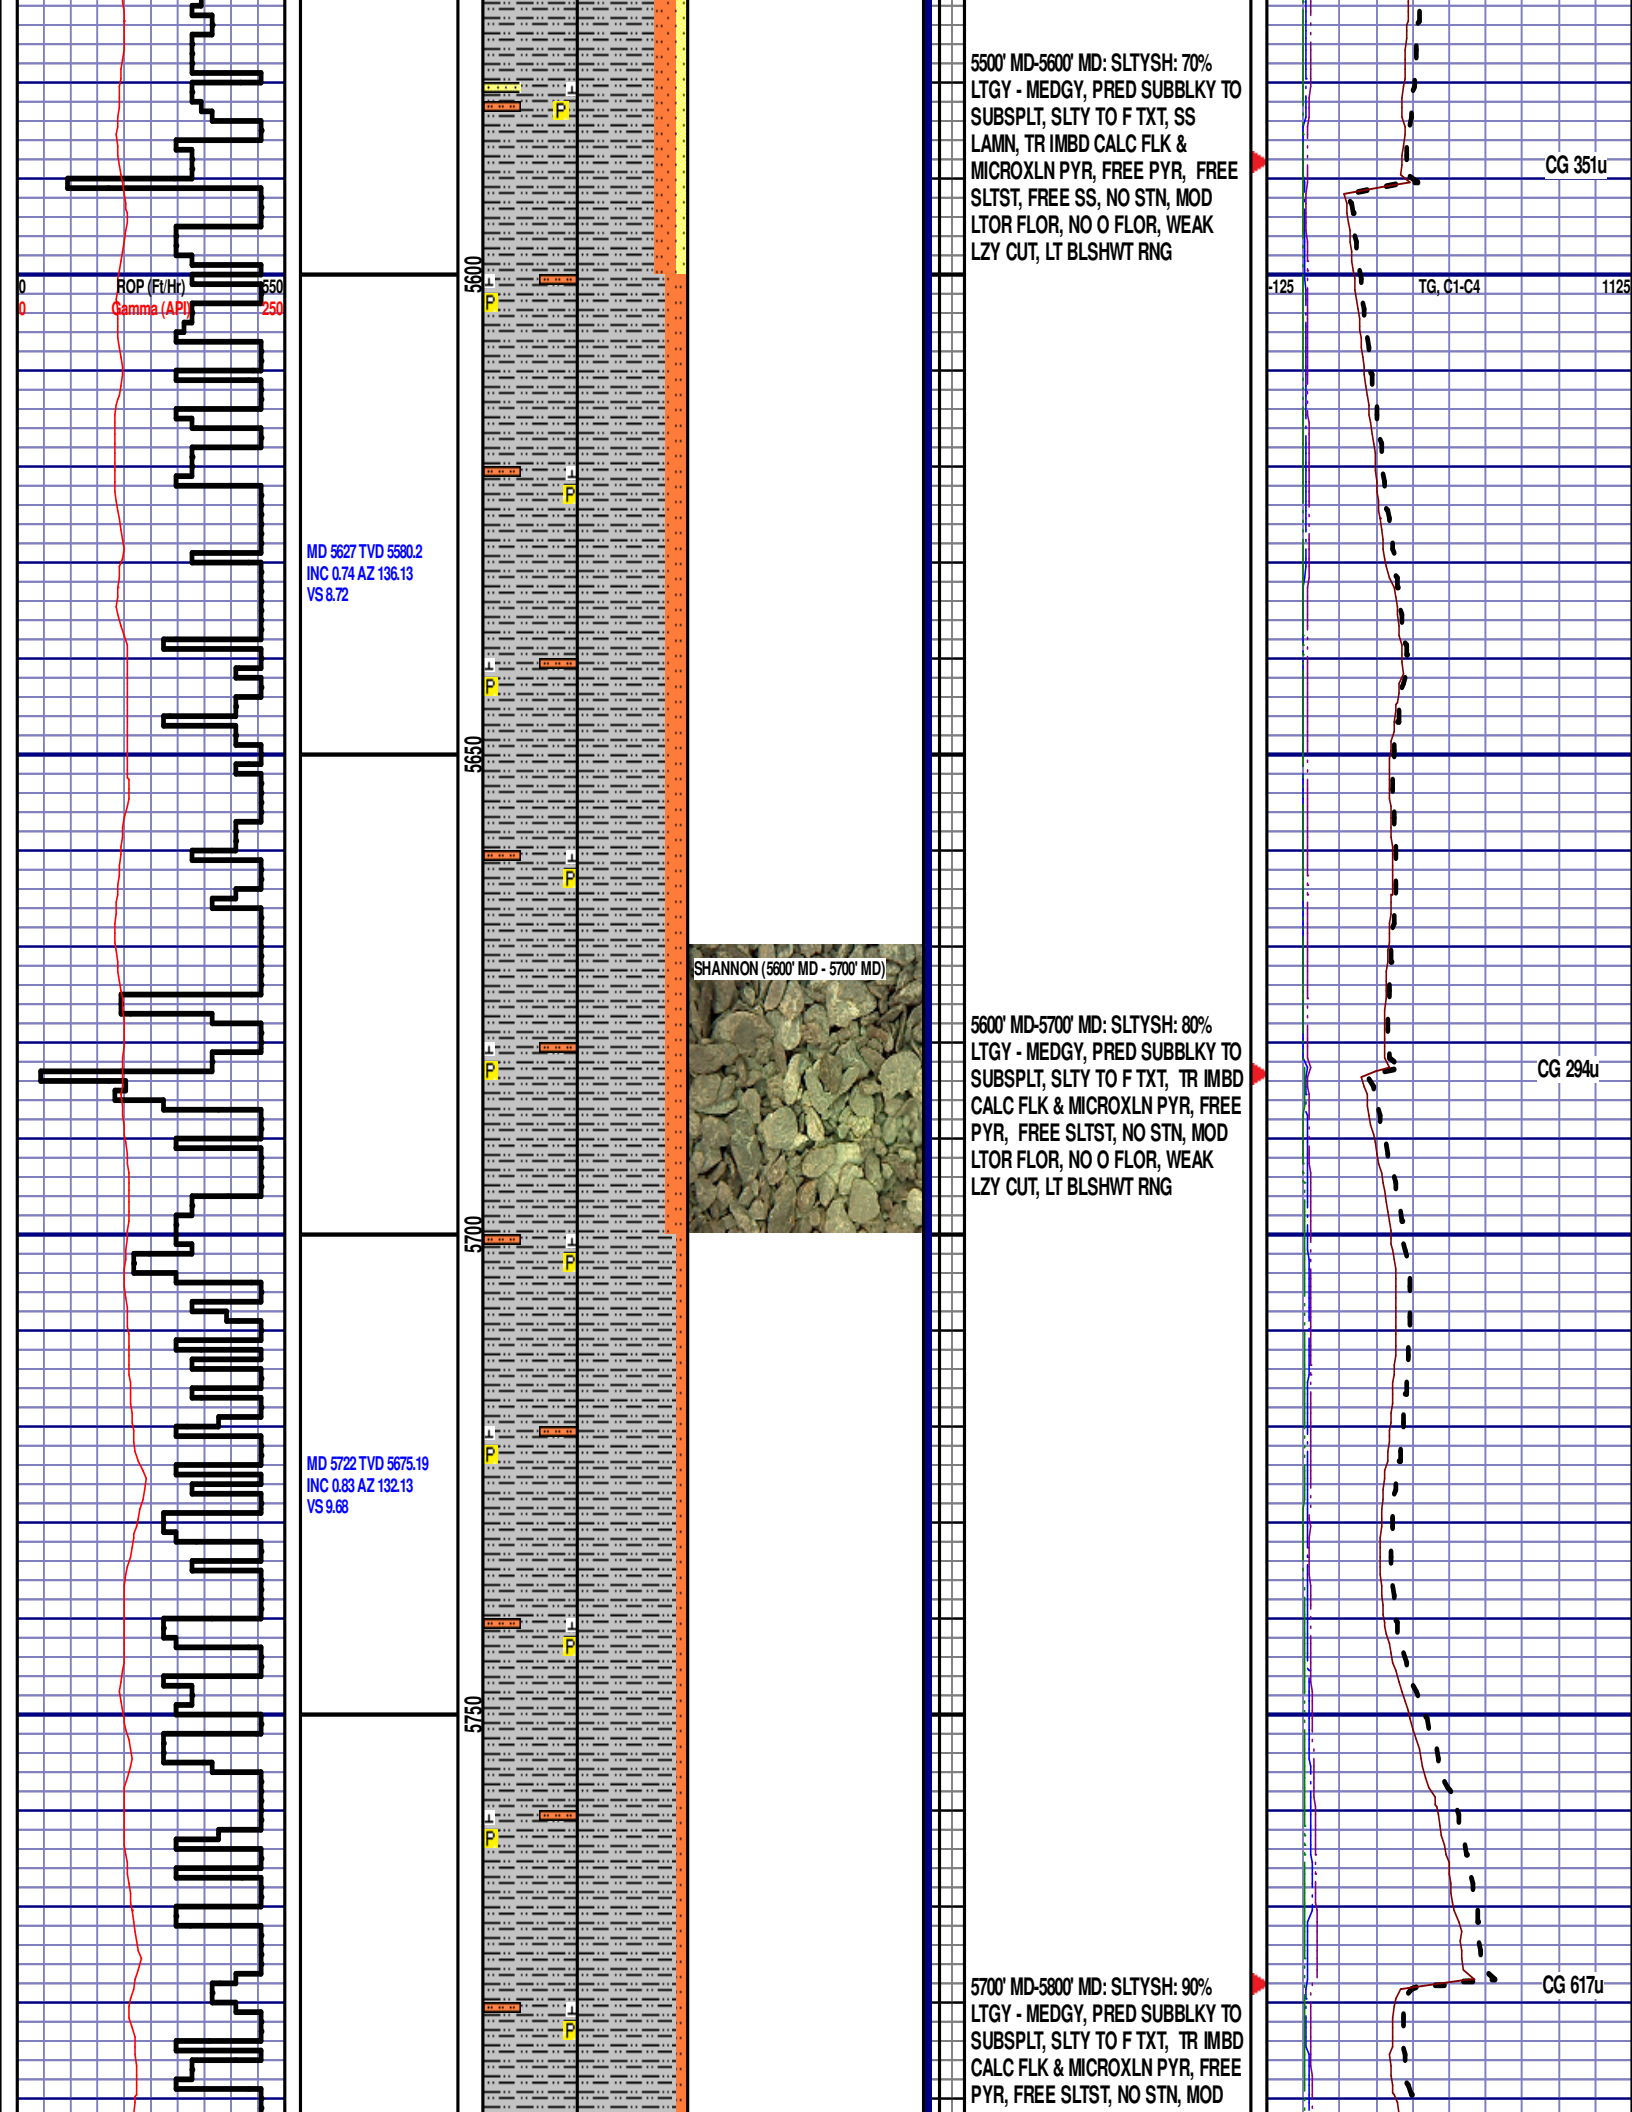 5500' MD-5600' MD: SLTYSH: 70%
LTGY - MEDGY, PRED SUBBLKY TO
SUBSPLT, SLTY TO F TXT, SS
LAMN, TR IMBD CALC FLK &
MICROXLN PYR, FREE PYR, FREE
SLTST, FREE SS, NO STN, MOD
LTOR FLOR, NO O FLOR, WEAK
LZY CUT, LT BLSHWT RNG
CG 351u
P
5600
0 ROP (Ft/Hr) 550
0 Gamma (API) 250
-125 TG, C1-C4 1125
P
P
MD 5627 TVD 5580.2
INC 0.74 AZ 136.13
VS 8.72
P
5650
P
SHANNON (5600' MD - 5700' MD)
5600' MD-5700' MD: SLTYSH: 80%
LTGY - MEDGY, PRED SUBBLKY TO
SUBSPLT, SLTY TO F TXT, TR IMBD
CALC FLK & MICROXLN PYR, FREE
PYR, FREE SLTST, NO STN, MOD
LTOR FLOR, NO O FLOR, WEAK
LZY CUT, LT BLSHWT RNG
CG 294u
P
5700
P
P
MD 5722 TVD 5675.19
INC 0.83 AZ 132.13
VS 9.68
P
5750
P
5700' MD-5800' MD: SLTYSH: 90%
LTGY - MEDGY, PRED SUBBLKY TO
SUBSPLT, SLTY TO F TXT, TR IMBD
CALC FLK & MICROXLN PYR, FREE
PYR, FREE SLTST, NO STN, MOD
CG 617u
P